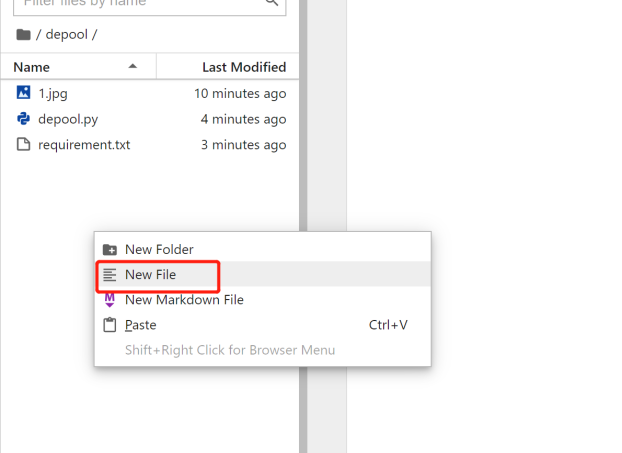 Filter files by name
/ depool /
Name Last Modified
1.jpg 10 minutes ago
depool.py 4 minutes ago
requirement.txt 3 minutes ago
New Folder
New File
M New Markdown File
Paste Ctrl+V
Shift+Right Click for Browser Menu